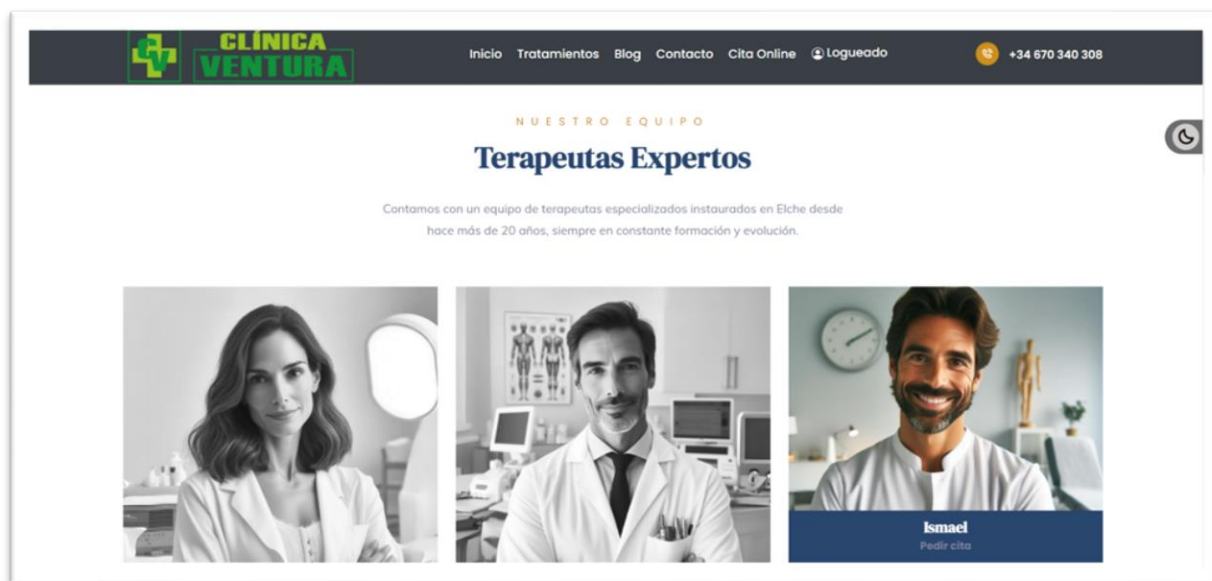 CV CLÍNICA
VENTURA
Inicio Tratamientos Blog Contacto Cita Online Logueado
+34 670 340 308
NUESTRO EQUIPO
Terapeutas Expertos
Contamos con un equipo de terapeutas especializados instaurados en Elche desde
hace más de 20 años, siempre en constante formación y evolución.
Ismael
Pedir cita